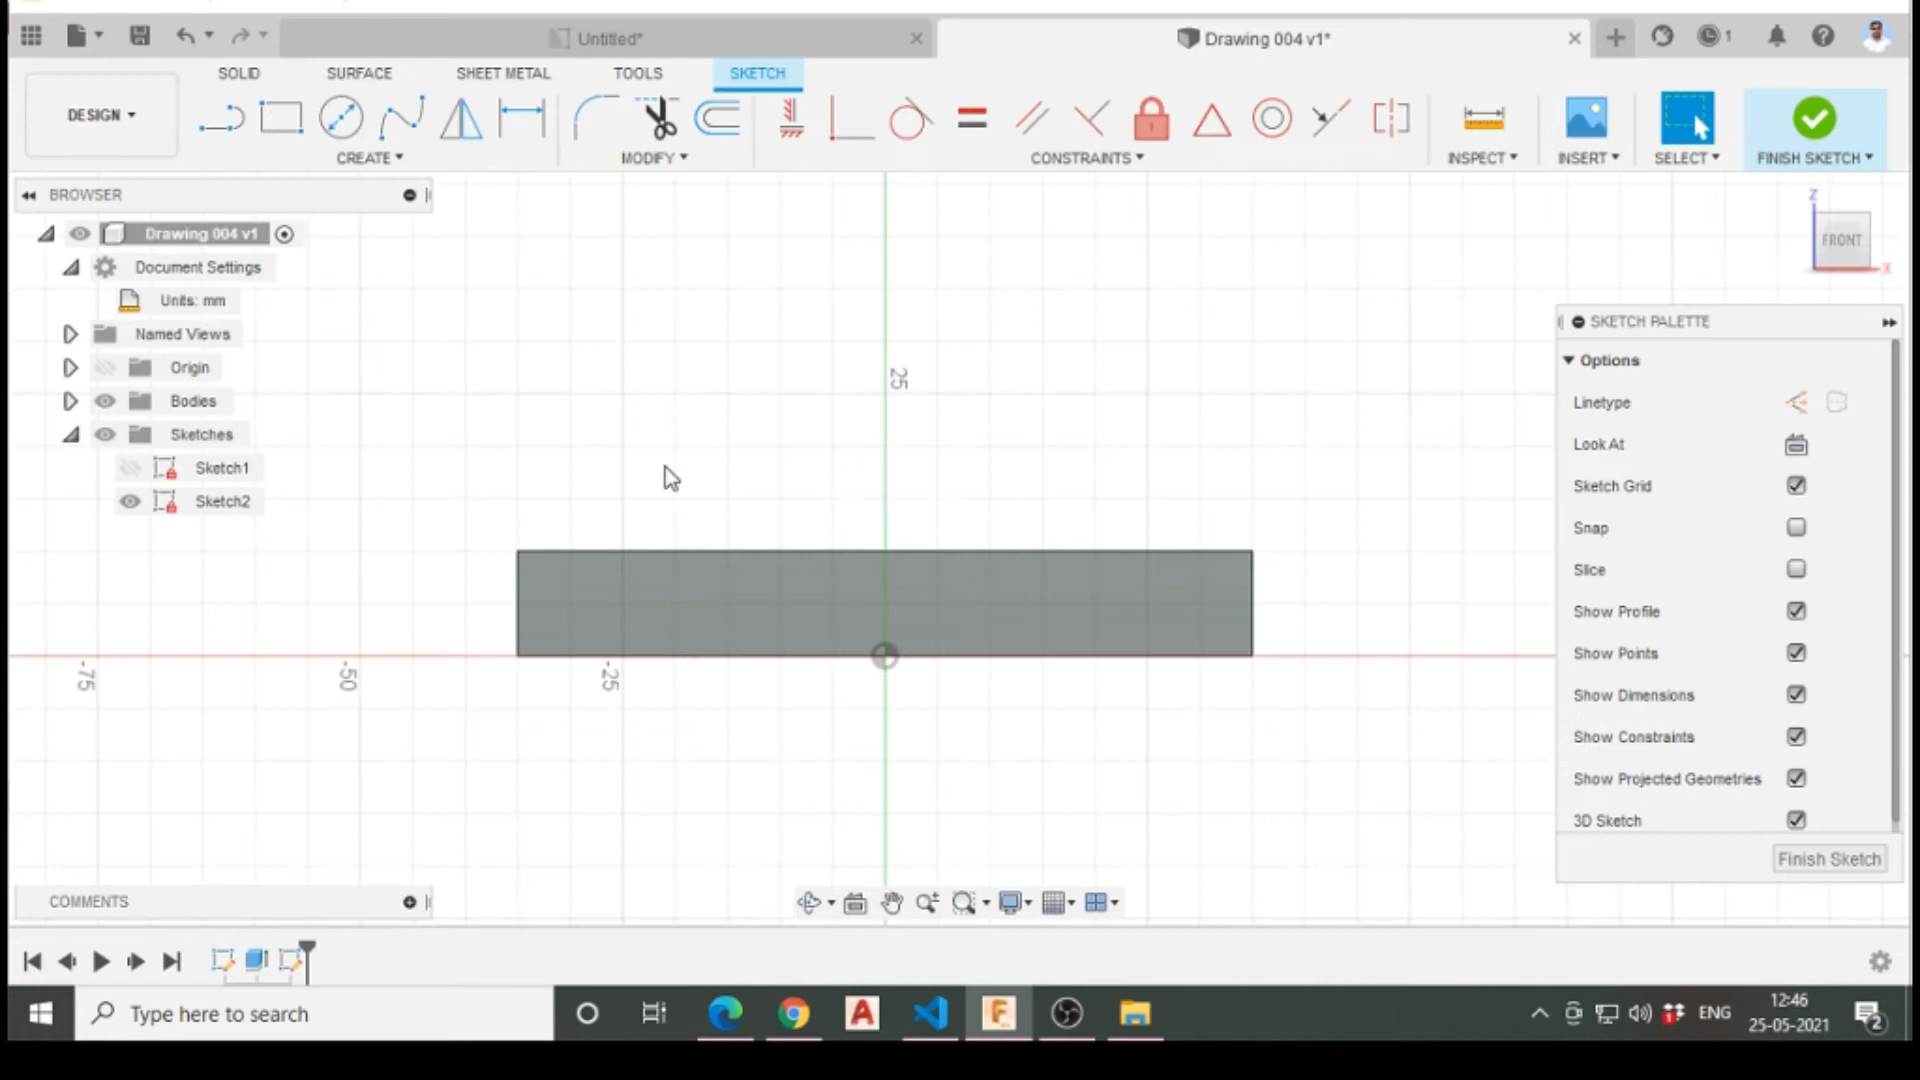 Untitled*
Drawing 004 v1*
1
SOLID
SURFACE
SHEET METAL
TOOLS
SKETCH
DESIGN
CREATE
MODIFY
CONSTRAINTS
INSPECT
INSERT
SELECT
FINISH SKETCH
BROWSER
Drawing 004 v1
Document Settings
Units: mm
Named Views
Origin
Bodies
Sketches
Sketch1
Sketch2
Z
FRONT
X
25
-75
-50
-25
SKETCH PALETTE
Options
Linetype
Look At
Sketch Grid
Snap
Slice
Show Profile
Show Points
Show Dimensions
Show Constraints
Show Projected Geometries
3D Sketch
Finish Sketch
COMMENTS
Type here to search
ENG
12:46
25-05-2021
2